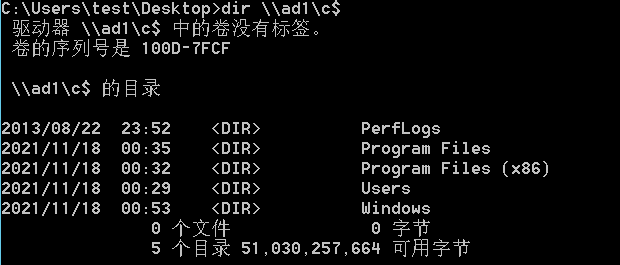 C:\Users\test\Desktop>dir \\ad1\c$
驱动器 \\ad1\c$ 中的卷没有标签。
卷的序列号是 100D-7FCF
\\ad1\c$ 的目录
2013/08/22  23:52    <DIR>          PerfLogs
2021/11/18  00:35    <DIR>          Program Files
2021/11/18  00:32    <DIR>          Program Files (x86)
2021/11/18  00:29    <DIR>          Users
2021/11/18  00:53    <DIR>          Windows
0 个文件              0 字节
5 个目录 51,030,257,664 可用字节